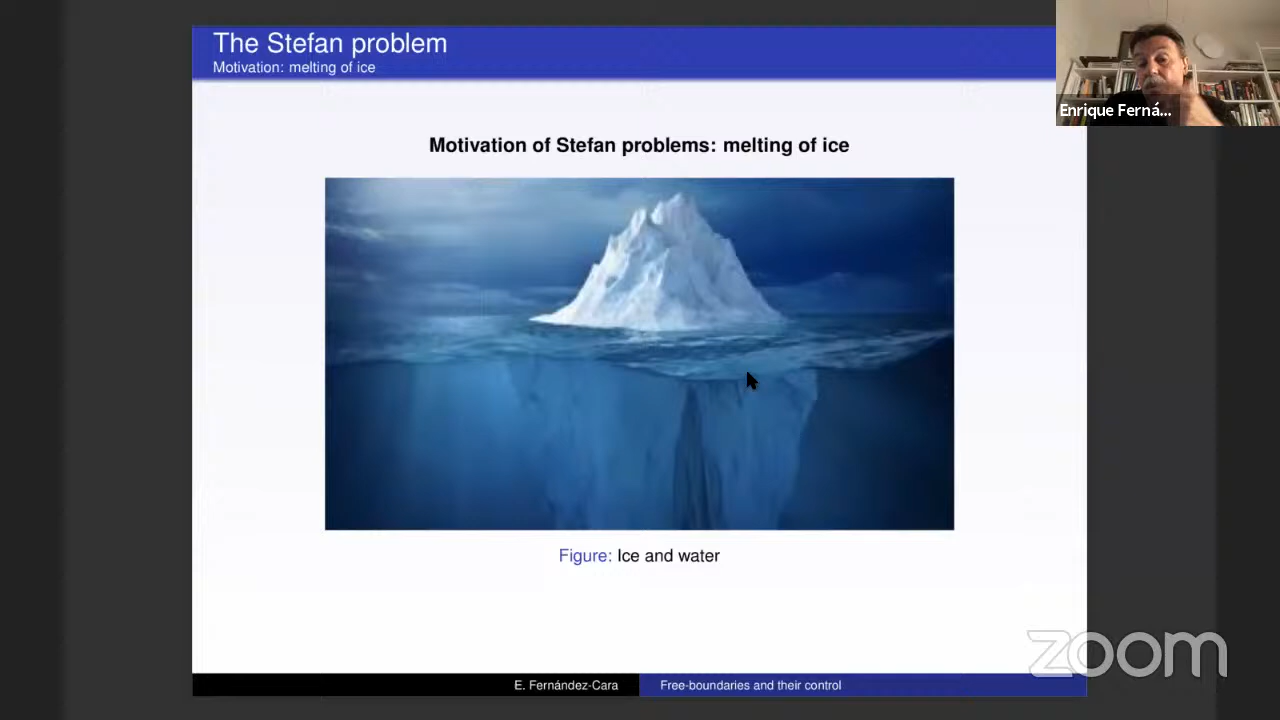 The Stefan problem
Motivation: melting of ice
Motivation of Stefan problems: melting of ice
Figure: Ice and water
E. Fernández-Cara
Free-boundaries and their control
Enrique Ferná...
zoom